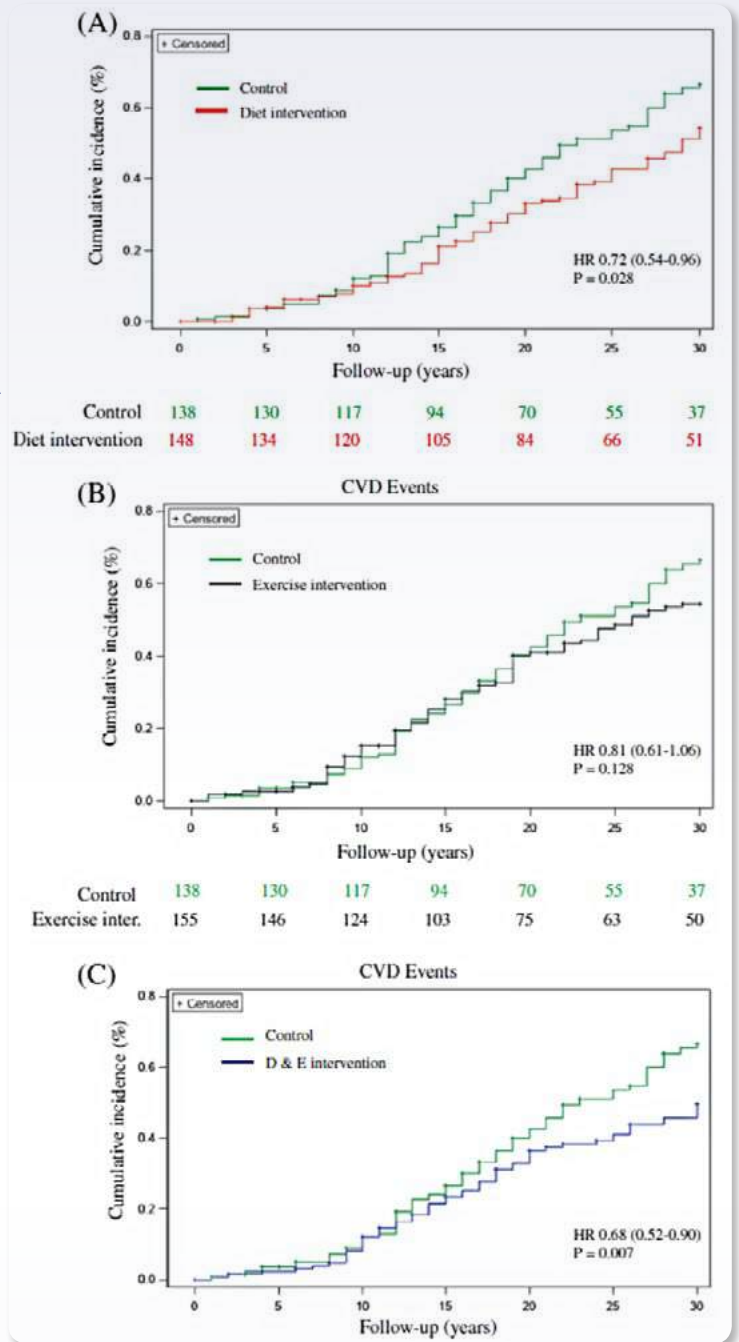 (A)
0.8
+ Censored
Control
Diet intervention
0.6
0.4
0.2
0.0
Cumulative incidence (%)
HR 0.72 (0.54-0.96)
P = 0.028
0 5 10 15 20 25 30
Follow-up (years)
Control 138 130 117 94 70 55 37
Diet intervention 148 134 120 105 84 66 51
(B) CVD Events
0.8
+ Censored
Control
Exercise intervention
0.6
0.4
0.2
0.0
Cumulative incidence (%)
HR 0.81 (0.61-1.06)
P = 0.128
0 5 10 15 20 25 30
Follow-up (years)
Control 138 130 117 94 70 55 37
Exercise inter. 155 146 124 103 75 63 50
(C) CVD Events
0.8
+ Censored
Control
D & E intervention
0.6
0.4
0.2
0.0
Cumulative incidence (%)
HR 0.68 (0.52-0.90)
P = 0.007
0 5 10 15 20 25 30
Follow-up (years)